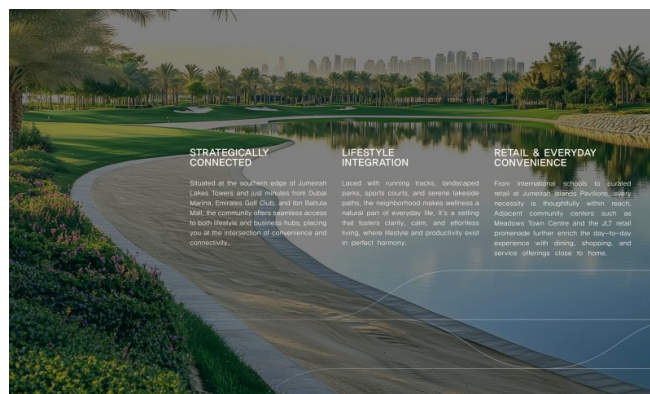 STRATEGICALLY
CONNECTED
Situated at the southern edge of Jumeirah
Lakes Towers and just minutes from Dubai
Marina, Emirates Golf Club, and Ibn Battuta
Mall, the community offers seamless access
to both lifestyle and business hubs, placing
you at the intersection of convenience and
connectivity.
LIFESTYLE
INTEGRATION
Laced with running tracks, landscaped
parks, sports courts, and serene lakeside
paths, the neighborhood makes wellness a
natural part of everyday life. It's a setting
that fosters clarity, calm, and effortless
living, where lifestyle and productivity exist
in perfect harmony.
RETAIL & EVERYDAY
CONVENIENCE
From international schools to curated
retail at Jumeirah Islands Pavilions, every
necessity is thoughtfully within reach.
Adjacent community centers such as
Meadows Town Centre and the JLT retail
promenade further enrich the day-to-day
experience with dining, shopping, and
service offerings close to home.